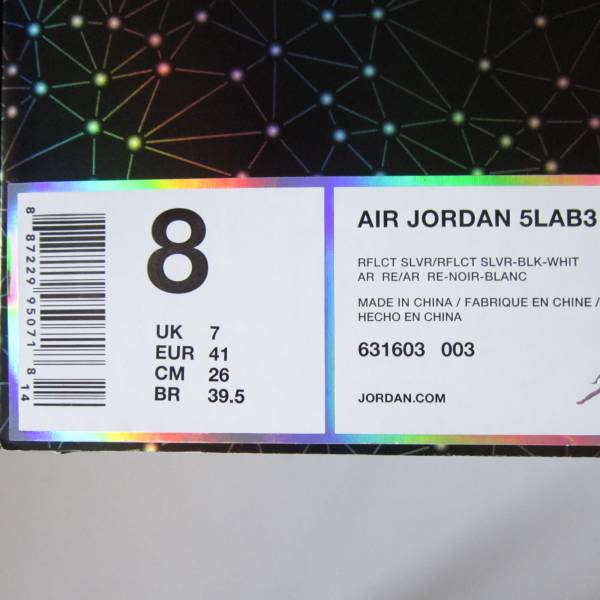 8 87229 95071 8 14
8
UK 7
EUR 41
CM 26
BR 39.5
AIR JORDAN 5LAB3
RFLCT SLVR/RFLCT SLVR-BLK-WHIT
AR RE/AR RE-NOIR-BLANC
MADE IN CHINA / FABRIQUE EN CHINE /
HECHO EN CHINA
631603 003
JORDAN.COM